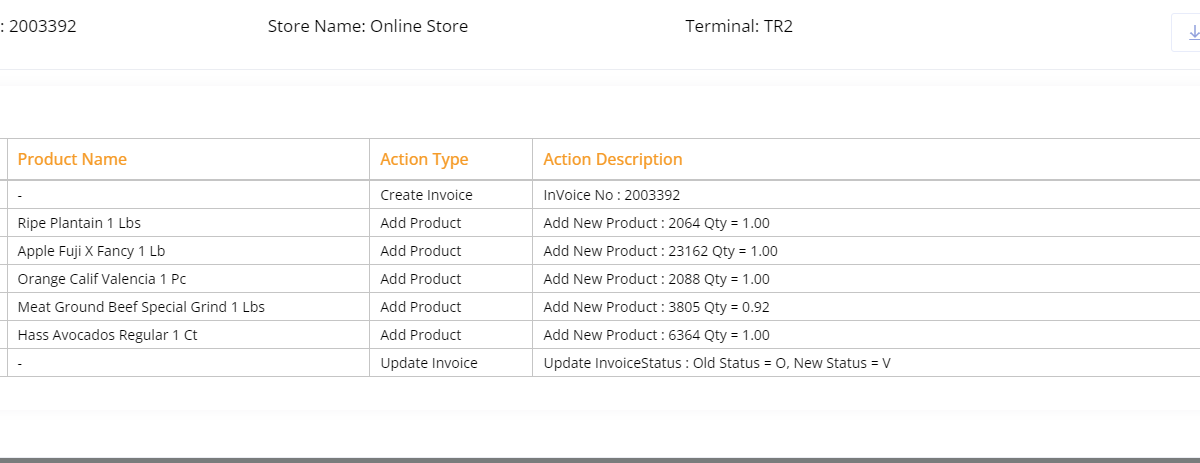 : 2003392 Store Name: Online Store Terminal: TR2
Product Name Action Type Action Description
- Create Invoice InVoice No : 2003392
Ripe Plantain 1 Lbs Add Product Add New Product : 2064 Qty = 1.00
Apple Fuji X Fancy 1 Lb Add Product Add New Product : 23162 Qty = 1.00
Orange Calif Valencia 1 Pc Add Product Add New Product : 2088 Qty = 1.00
Meat Ground Beef Special Grind 1 Lbs Add Product Add New Product : 3805 Qty = 0.92
Hass Avocados Regular 1 Ct Add Product Add New Product : 6364 Qty = 1.00
- Update Invoice Update InvoiceStatus : Old Status = O, New Status = V